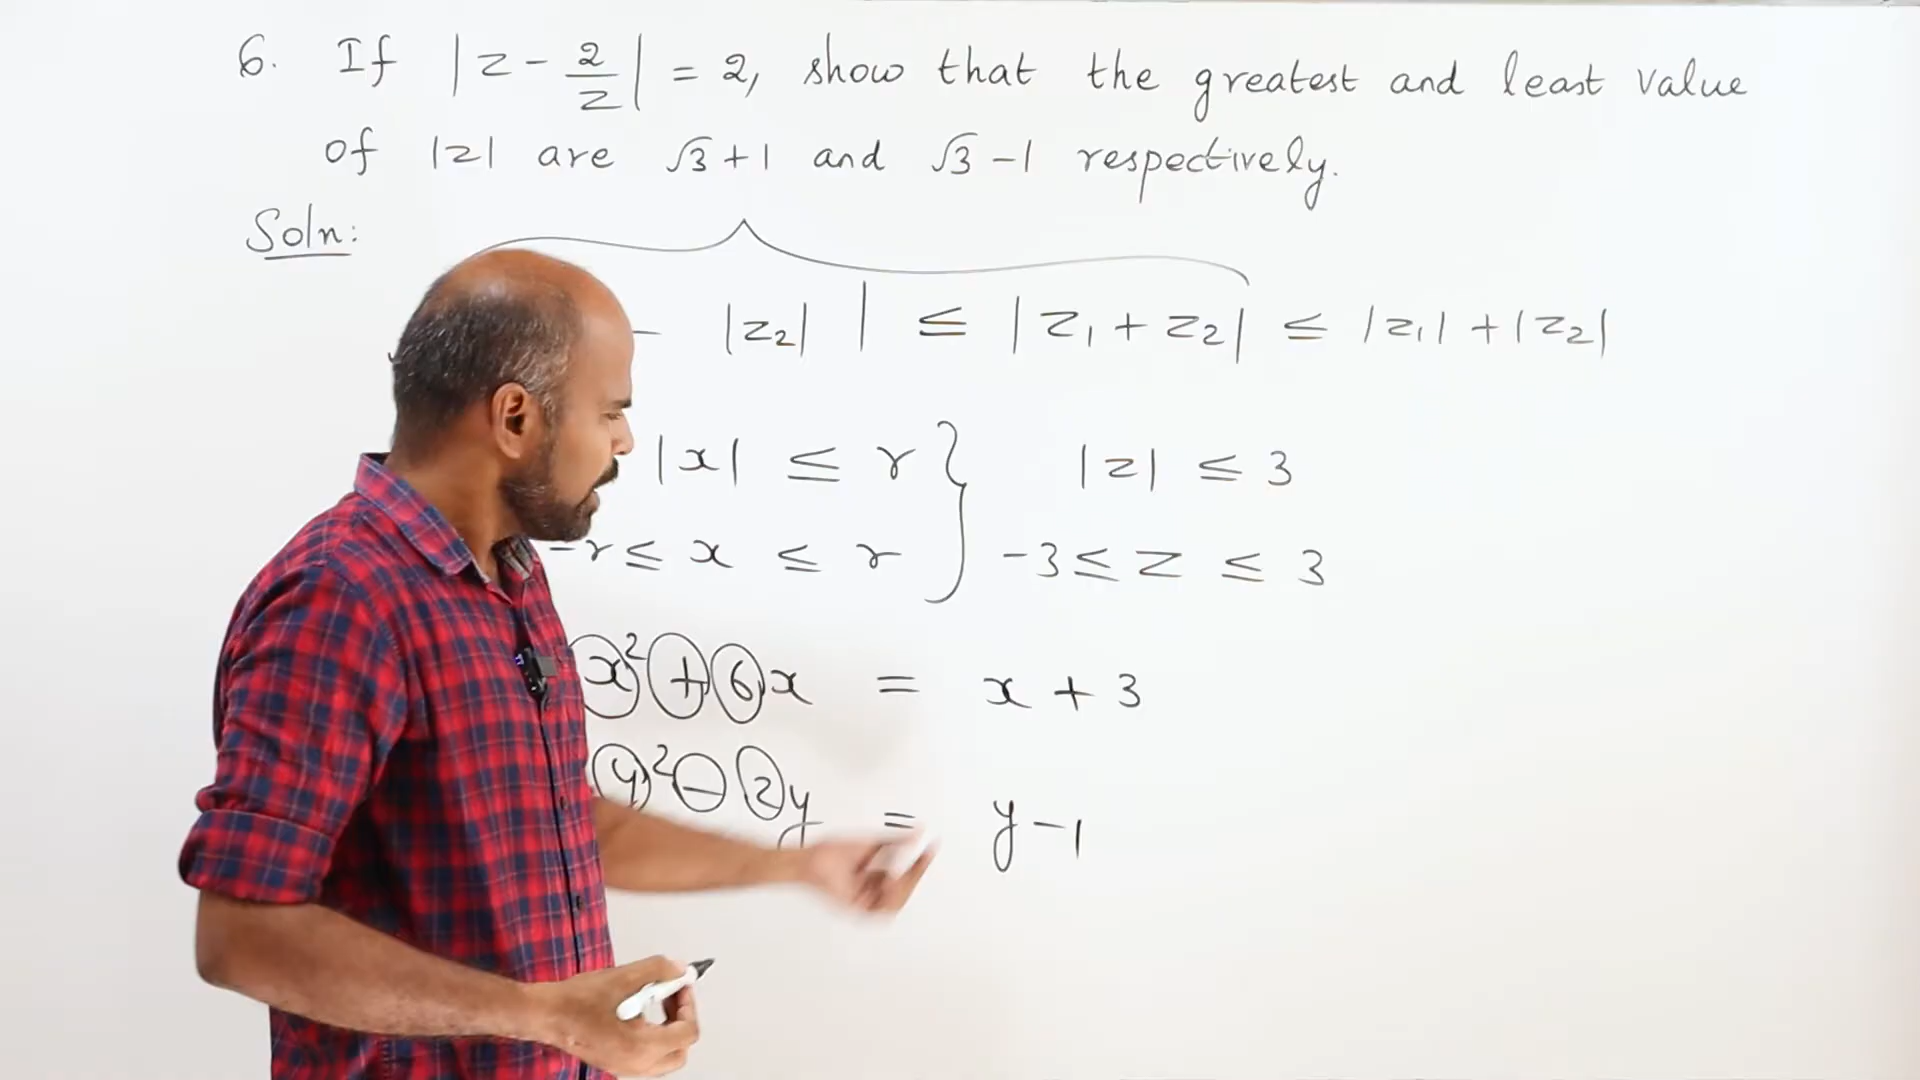 6. If |z - 2/z| = 2, show that the greatest and least value
of |z| are √3 + 1 and √3 - 1 respectively.
Soln:
- |z₂| | ≤ |z₁ + z₂| ≤ |z₁| + |z₂|
|x| ≤ r } |z| ≤ 3
-r ≤ x ≤ r -3 ≤ z ≤ 3
x² + 6x = x + 3
y² - 2y = y - 1